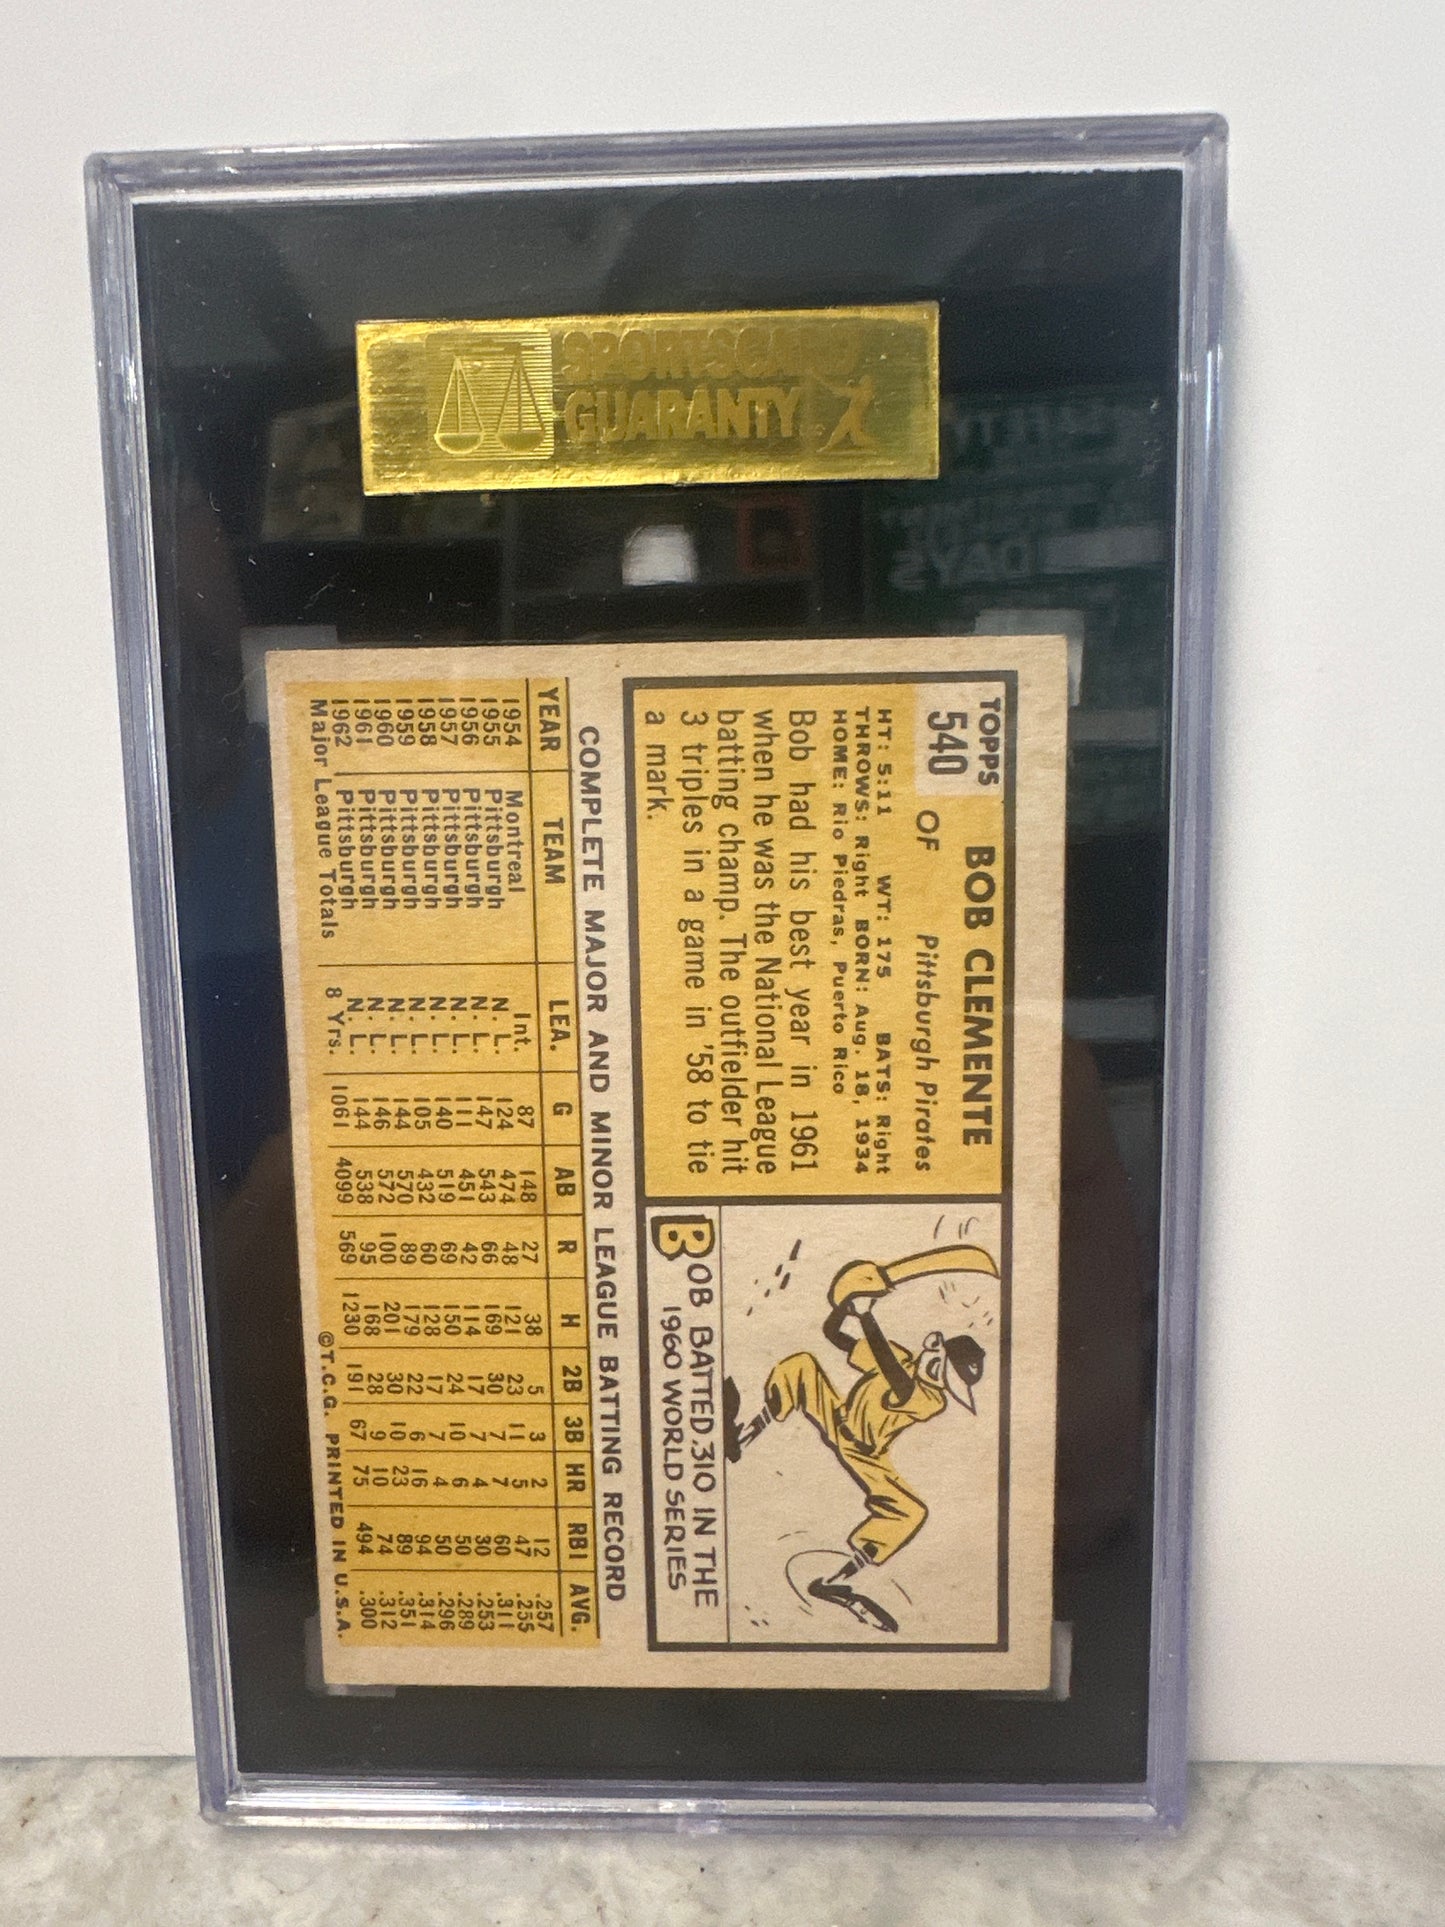 SPORTSCARD
GUARANTY
TOPPS
540
BOB CLEMENTE
OF Pittsburgh Pirates
HT: 5:11 WT: 175 BATS: Right
THROWS: Right BORN: Aug. 18, 1934
HOME: Rio Piedras, Puerto Rico
Bob had his best year in 1961
when he was the National League
batting champ. The outfielder hit
3 triples in a game in '58 to tie
a mark.
BOB BATTED .310 IN THE
1960 WORLD SERIES
COMPLETE MAJOR AND MINOR LEAGUE BATTING RECORD
YEAR TEAM LEA. G AB R H 2B 3B HR RBI AVG.
1954 Montreal Int. 87 148 27 38 5 3 2 12 .257
1955 Pittsburgh N. L. 124 474 48 121 23 11 5 47 .255
1956 Pittsburgh N. L. 147 543 66 169 30 7 7 60 .311
1957 Pittsburgh N. L. 111 451 42 114 17 7 4 30 .253
1958 Pittsburgh N. L. 140 519 69 150 24 10 6 50 .289
1959 Pittsburgh N. L. 105 432 60 128 17 7 4 50 .296
1960 Pittsburgh N. L. 144 570 89 179 22 6 16 94 .314
1961 Pittsburgh N. L. 146 572 100 201 30 10 23 89 .351
1962 Pittsburgh N. L. 144 538 95 168 28 9 10 74 .312
Major League Totals 8 Yrs. 1061 4099 569 1230 191 67 75 494 .300
©T.C.G. PRINTED IN U.S.A.